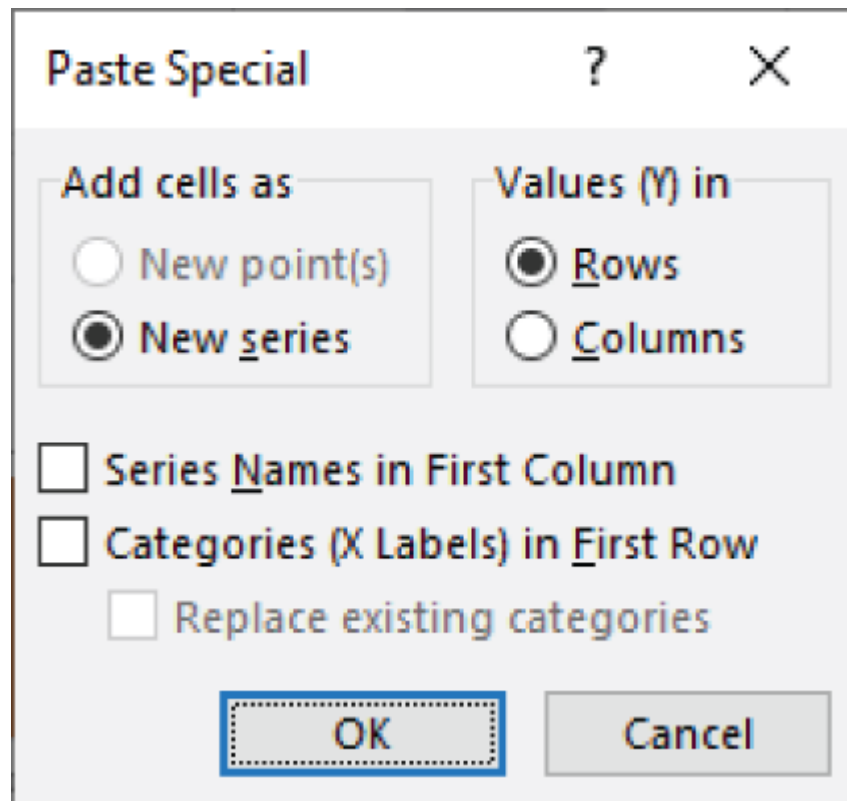 Paste Special ?
Add cells as
New point(s)
New series
Values (Y) in
Rows
Columns
Series Names in First Column
Categories (X Labels) in First Row
Replace existing categories
OK
Cancel